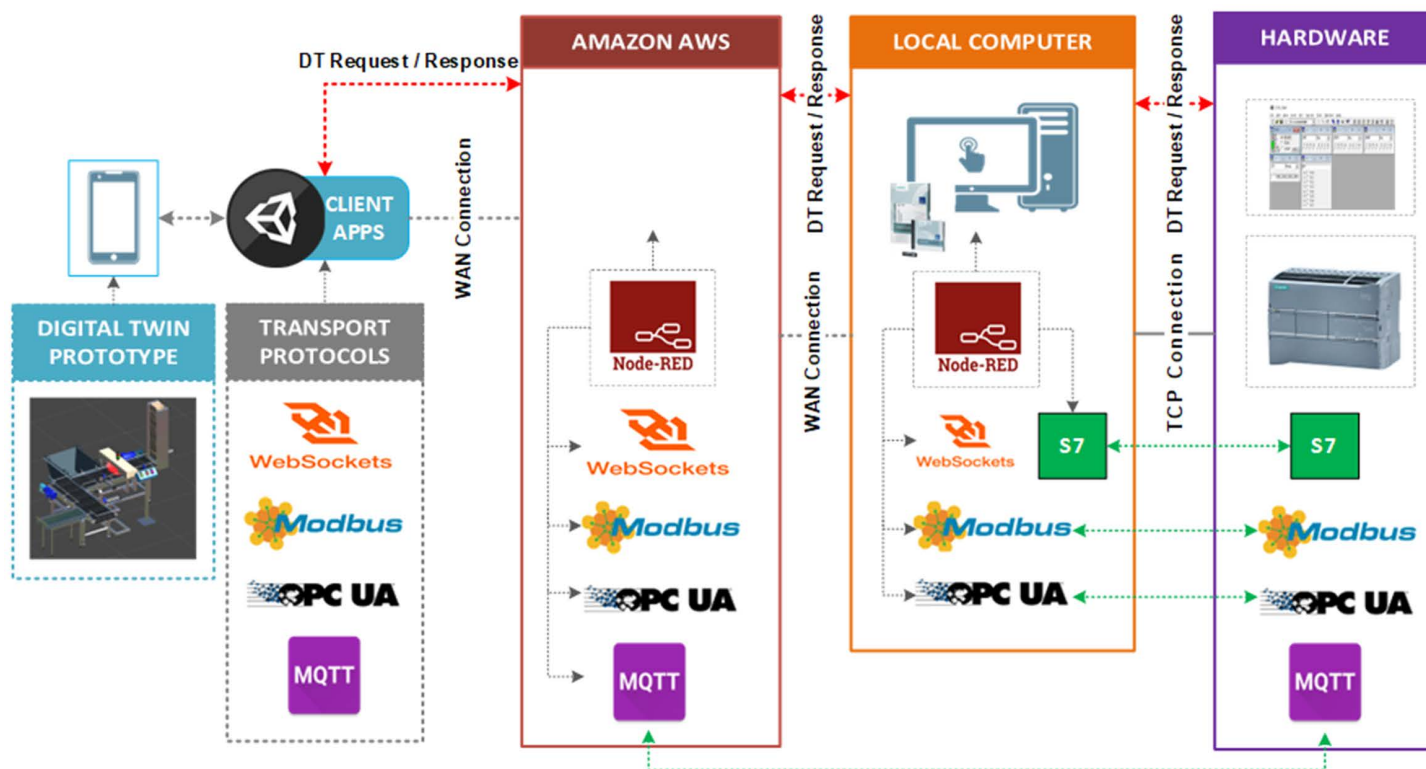 AMAZON AWS
LOCAL COMPUTER
HARDWARE
DT Request / Response
DT Request / Response
DT Request / Response
CLIENT
APPS
WAN Connection
WAN Connection
TCP Connection
DIGITAL TWIN
PROTOTYPE
TRANSPORT
PROTOCOLS
WebSockets
Modbus
OPC UA
MQTT
Node-RED
WebSockets
Modbus
OPC UA
MQTT
Node-RED
WebSockets
S7
Modbus
OPC UA
S7
Modbus
OPC UA
MQTT